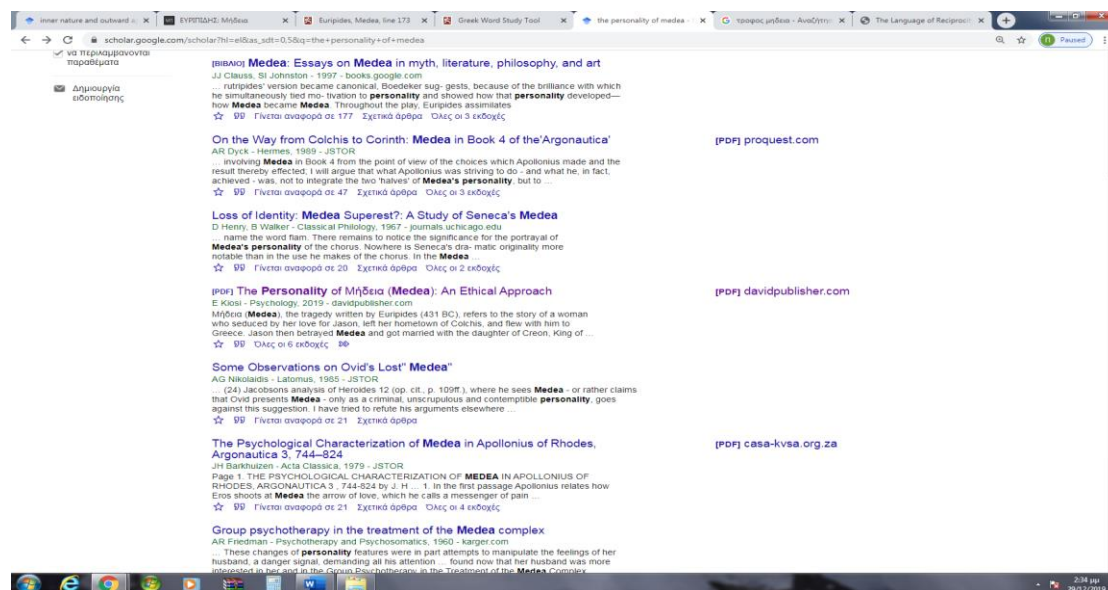 inner nature and outward a
ΕΥΡΙΠΙΔΗΣ: Μήδεια
Euripides, Medea, line 173
Greek Word Study Tool
the personality of medea -
τροφος μηδεια - Αναζήτησ
The Language of Reciproci
scholar.google.com/scholar?hl=el&as_sdt=0,5&q=the+personality+of+medea
Paused
να περιλαμβάνονται
παραθέματα
Δημιουργία
ειδοποίησης
[ΒΙΒΛΙΟ] Medea: Essays on Medea in myth, literature, philosophy, and art
JJ Clauss, SI Johnston - 1997 - books.google.com
... rutripides' version became canonical, Boedeker sug- gests, because of the brilliance with which
he simultaneously tied mo- tivation to personality and showed how that personality developed—
how Medea became Medea. Throughout the play, Euripides assimilates
Γίνεται αναφορά σε 177 Σχετικά άρθρα Όλες οι 3 εκδοχές
On the Way from Colchis to Corinth: Medea in Book 4 of the'Argonautica'
[PDF] proquest.com
AR Dyck - Hermes, 1989 - JSTOR
... involving Medea in Book 4 from the point of view of the choices which Apollonius made and the
result thereby effected; I will argue that what Apollonius was striving to do - and what he, in fact,
achieved - was, not to integrate the two 'halves' of Medea's personality, but to ...
Γίνεται αναφορά σε 47 Σχετικά άρθρα Όλες οι 3 εκδοχές
Loss of Identity: Medea Superest?: A Study of Seneca's Medea
D Henry, B Walker - Classical Philology, 1967 - journals.uchicago.edu
... name the word fiam. There remains to notice the significance for the portrayal of
Medea's personality of the chorus. Nowhere is Seneca's dra- matic originality more
notable than in the use he makes of the chorus. In the Medea ...
Γίνεται αναφορά σε 20 Σχετικά άρθρα Όλες οι 2 εκδοχές
[PDF] The Personality of Μήδεια (Medea): An Ethical Approach
[PDF] davidpublisher.com
E Kiosi - Psychology, 2019 - davidpublisher.com
Μήδεια (Medea), the tragedy written by Euripides (431 BC), refers to the story of a woman
who seduced by her love for Jason, left her hometown of Colchis, and flew with him to
Greece. Jason then betrayed Medea and got married with the daughter of Creon, King of ...
Όλες οι 6 εκδοχές
Some Observations on Ovid's Lost" Medea"
AG Nikolaidis - Latomus, 1985 - JSTOR
... (24) Jacobsons analysis of Heroides 12 (op. cit., p. 109ff.), where he sees Medea - or rather claims
that Ovid presents Medea - only as a criminal, unscrupulous and contemptible personality, goes
against this suggestion. I have tried to refute his arguments elsewhere ...
Γίνεται αναφορά σε 21 Σχετικά άρθρα
The Psychological Characterization of Medea in Apollonius of Rhodes,
Argonautica 3, 744–824
[PDF] casa-kvsa.org.za
JH Barkhuizen - Acta Classica, 1979 - JSTOR
Page 1. THE PSYCHOLOGICAL CHARACTERIZATION OF MEDEA IN APOLLONIUS OF
RHODES, ARGONAUTICA 3 , 744-824 by J. H ... 1. In the first passage Apollonius relates how
Eros shoots at Medea the arrow of love, which he calls a messenger of pain ...
Γίνεται αναφορά σε 21 Σχετικά άρθρα Όλες οι 4 εκδοχές
Group psychotherapy in the treatment of the Medea complex
AR Friedman - Psychotherapy and Psychosomatics, 1960 - karger.com
... These changes of personality features were in part attempts to manipulate the feelings of her
husband, a danger signal, demanding all his attention ... found now that her husband was more
interested in her and in the Group Psychotherapy in the Treatment of the Medea Complex
2:34 μμ
29/12/2019